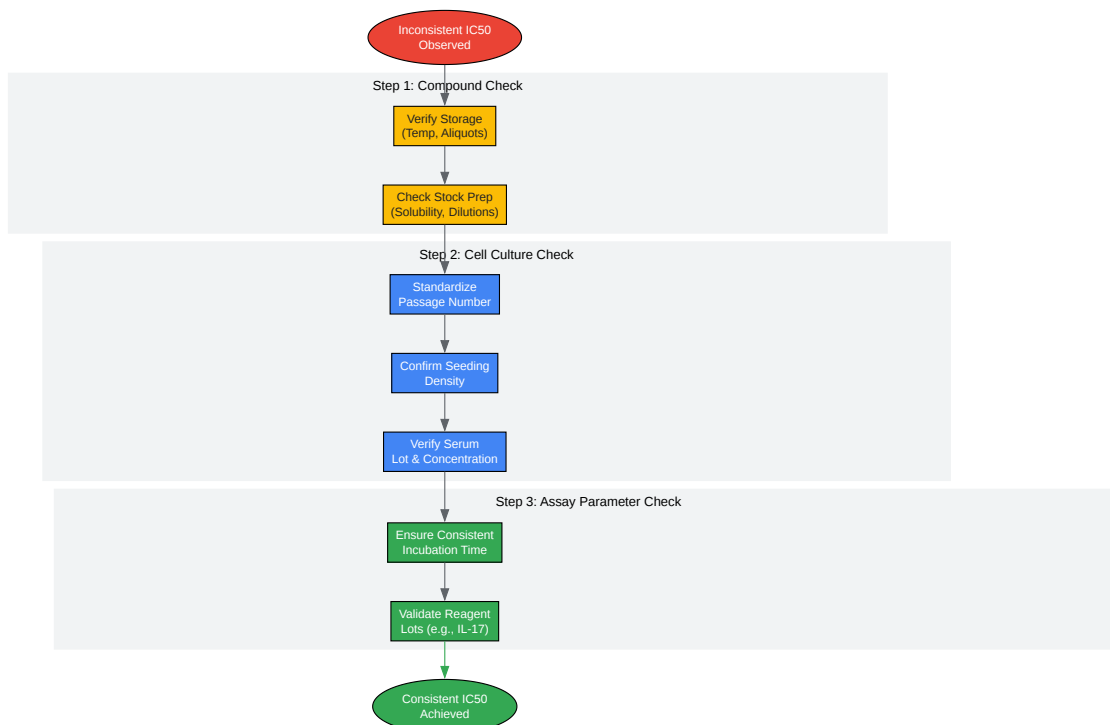 Inconsistent IC50
Observed
Step 1: Compound Check
Verify Storage
(Temp, Aliquots)
Check Stock Prep
(Solubility, Dilutions)
Step 2: Cell Culture Check
Standardize
Passage Number
Confirm Seeding
Density
Verify Serum
Lot & Concentration
Step 3: Assay Parameter Check
Ensure Consistent
Incubation Time
Validate Reagent
Lots (e.g., IL-17)
Consistent IC50
Achieved